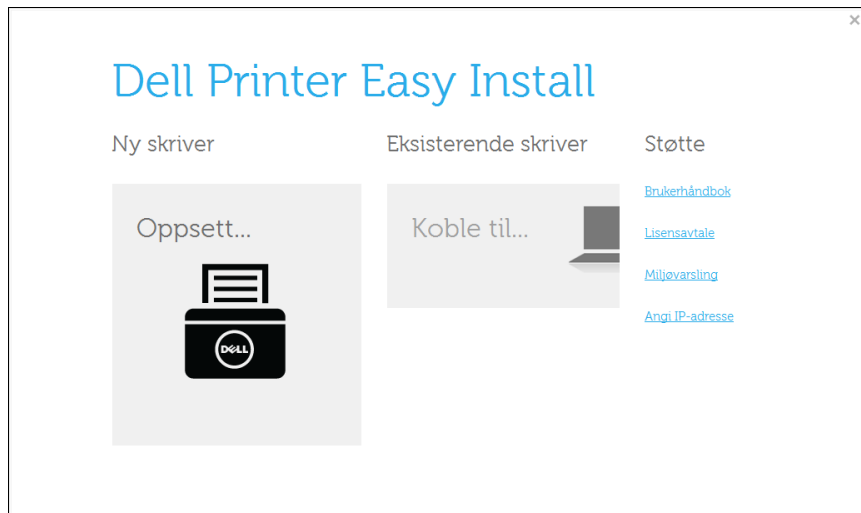 ×
Dell Printer Easy Install
Ny skriver
Oppsett...
DELL
Eksisterende skriver
Koble til...
Støtte
Brukerhåndbok
Lisensavtale
Miljøvarsling
Angi IP-adresse